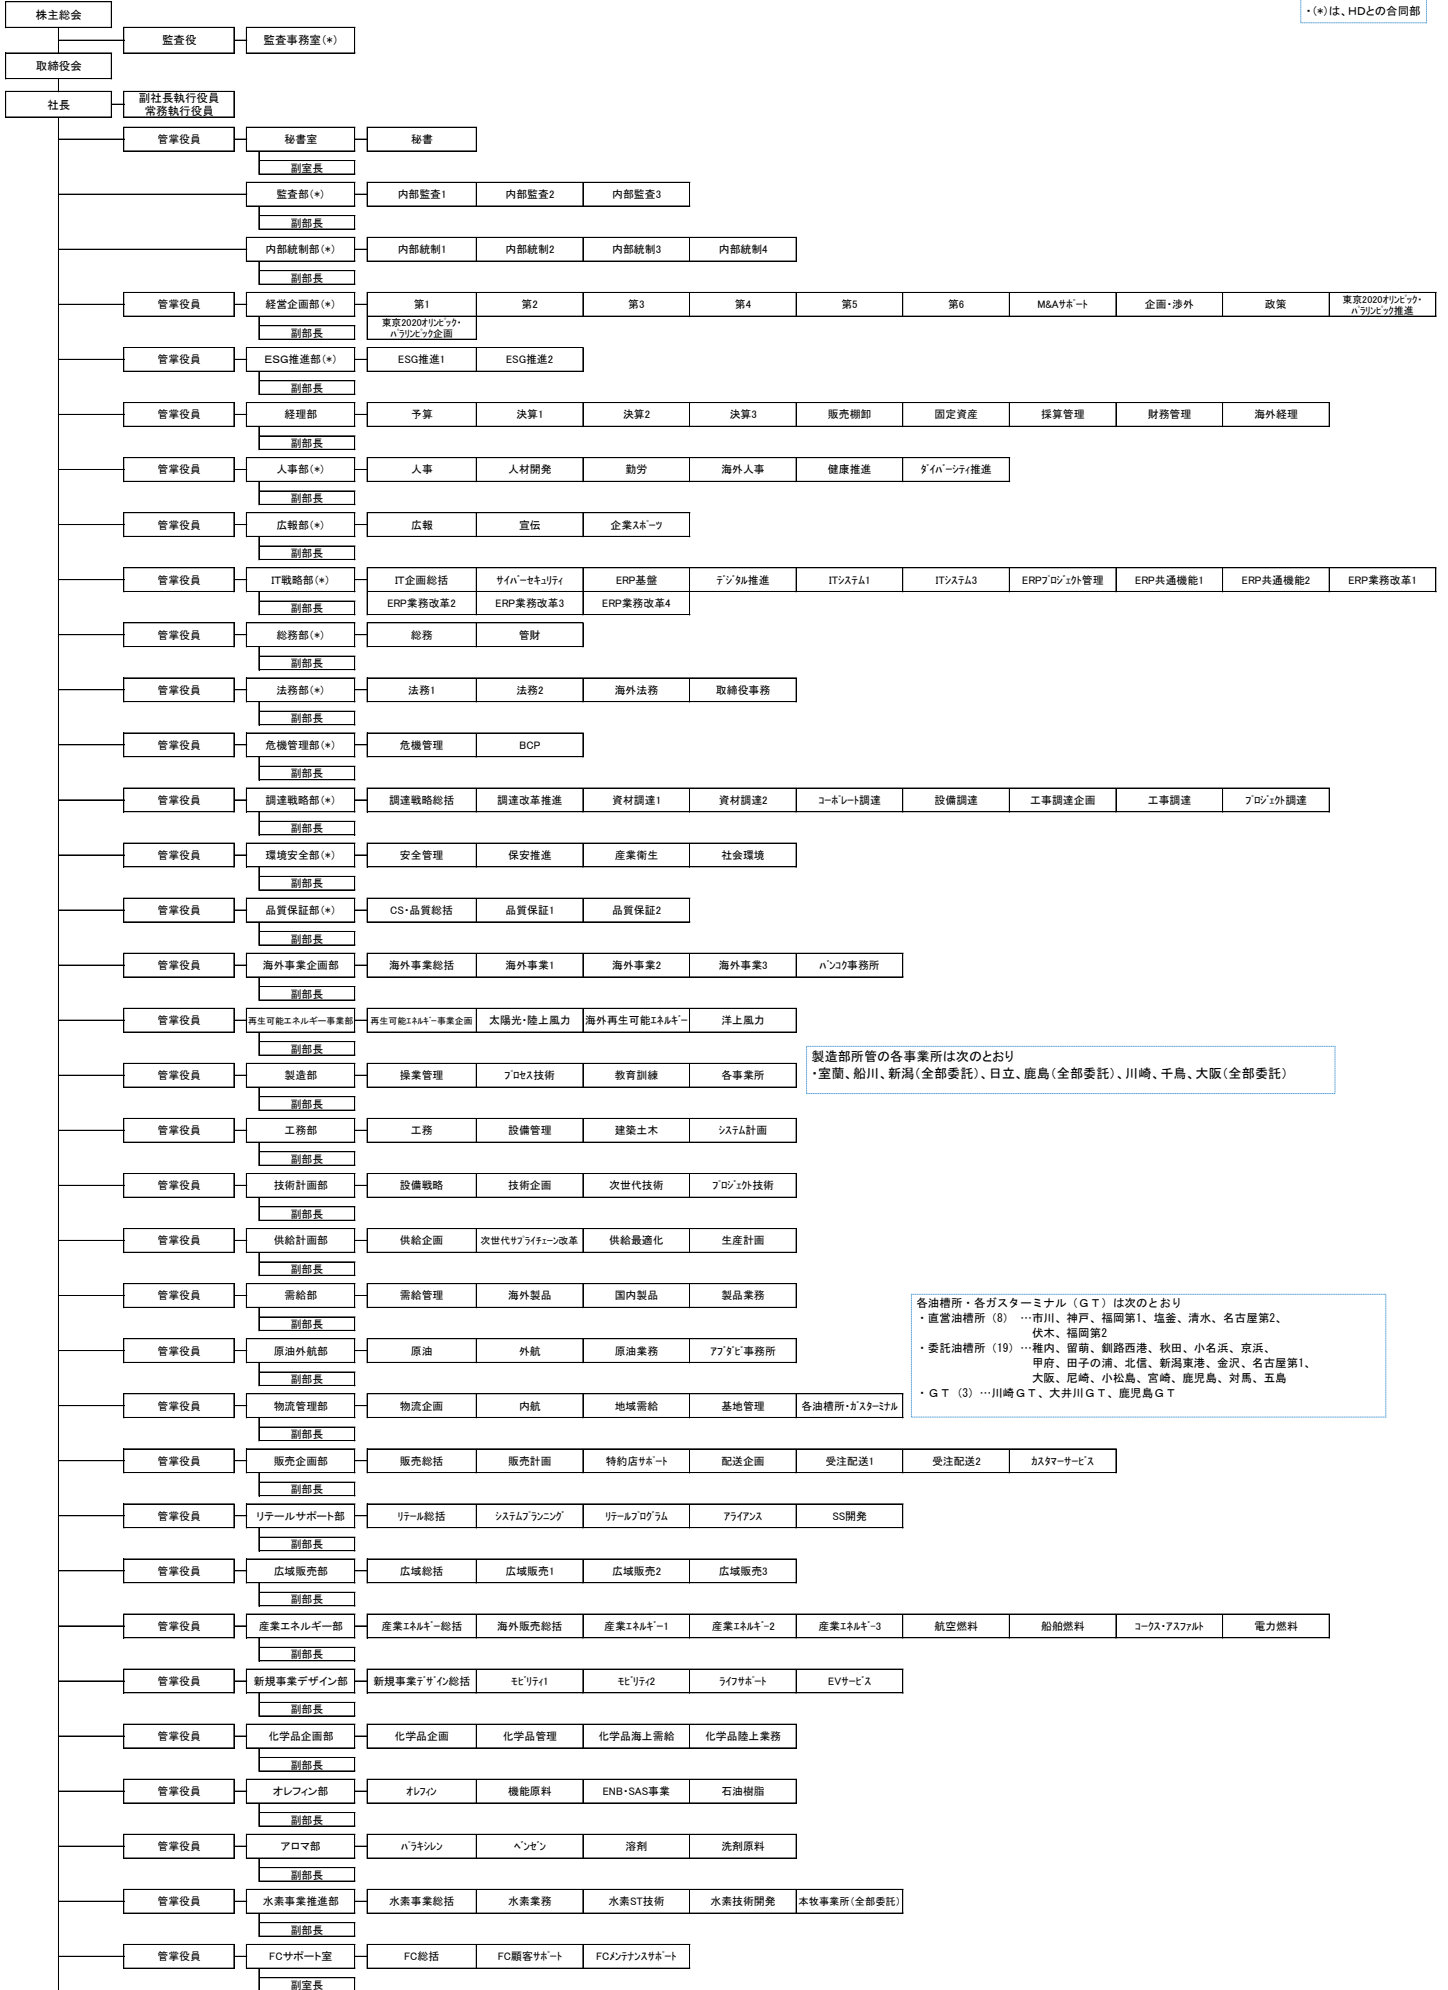 株主総会
・(*)は、HDとの合同部
監査役 監査事務室(*)
取締役会
社長 副社長執行役員
常務執行役員
管掌役員 秘書室 秘書
副室長
監査部(*) 内部監査1 内部監査2 内部監査3
副部長
内部統制部(*) 内部統制1 内部統制2 内部統制3 内部統制4
副部長
管掌役員 経営企画部(*) 第1 第2 第3 第4 第5 第6 M&Aサポート 企画・渉外 政策 東京2020オリンピック・
パラリンピック推進
副部長 東京2020オリンピック・
パラリンピック企画
管掌役員 ESG推進部(*) ESG推進1 ESG推進2
副部長
管掌役員 経理部 予算 決算1 決算2 決算3 販売棚卸 固定資産 採算管理 財務管理 海外経理
副部長
管掌役員 人事部(*) 人事 人材開発 勤労 海外人事 健康推進 ダイバーシティ推進
副部長
管掌役員 広報部(*) 広報 宣伝 企業スポーツ
副部長
管掌役員 IT戦略部(*) IT企画総括 サイバーセキュリティ ERP基盤 デジタル推進 ITシステム1 ITシステム3 ERPプロジェクト管理 ERP共通機能1 ERP共通機能2 ERP業務改革1
副部長 ERP業務改革2 ERP業務改革3 ERP業務改革4
管掌役員 総務部(*) 総務 管財
副部長
管掌役員 法務部(*) 法務1 法務2 海外法務 取締役事務
副部長
管掌役員 危機管理部(*) 危機管理 BCP
副部長
管掌役員 調達戦略部(*) 調達戦略総括 調達改革推進 資材調達1 資材調達2 コーポレート調達 設備調達 工事調達企画 工事調達 プロジェクト調達
副部長
管掌役員 環境安全部(*) 安全管理 保安推進 産業衛生 社会環境
副部長
管掌役員 品質保証部(*) CS・品質総括 品質保証1 品質保証2
副部長
管掌役員 海外事業企画部 海外事業総括 海外事業1 海外事業2 海外事業3 バンコク事務所
副部長
管掌役員 再生可能エネルギー事業部 再生可能エネルギー事業企画 太陽光・陸上風力 海外再生可能エネルギー 洋上風力
副部長
製造部所管の各事業所は次のとおり
・室蘭、船川、新潟(全部委託)、日立、鹿島(全部委託)、川崎、千鳥、大阪(全部委託)
管掌役員 製造部 操業管理 プロセス技術 教育訓練 各事業所
副部長
管掌役員 工務部 工務 設備管理 建築土木 システム計画
副部長
管掌役員 技術計画部 設備戦略 技術企画 次世代技術 プロジェクト技術
副部長
管掌役員 供給計画部 供給企画 次世代サプライチェーン改革 供給最適化 生産計画
副部長
管掌役員 需給部 需給管理 海外製品 国内製品 製品業務
副部長
各油槽所・各ガスターミナル（GT）は次のとおり
・直営油槽所（8） …市川、神戸、福岡第1、塩釜、清水、名古屋第2、
伏木、福岡第2
・委託油槽所（19）…稚内、留萌、釧路西港、秋田、小名浜、京浜、
甲府、田子の浦、北信、新潟東港、金沢、名古屋第1、
大阪、尼崎、小松島、宮崎、鹿児島、対馬、五島
・GT（3）…川崎GT、大井川GT、鹿児島GT
管掌役員 原油外航部 原油 外航 原油業務 アブダビ事務所
副部長
管掌役員 物流管理部 物流企画 内航 地域需給 基地管理 各油槽所・ガスターミナル
副部長
管掌役員 販売企画部 販売総括 販売計画 特約店サポート 配送企画 受注配送1 受注配送2 カスタマーサービス
副部長
管掌役員 リテールサポート部 リテール総括 システムプランニング リテールプログラム アライアンス SS開発
副部長
管掌役員 広域販売部 広域総括 広域販売1 広域販売2 広域販売3
副部長
管掌役員 産業エネルギー部 産業エネルギー総括 海外販売総括 産業エネルギー1 産業エネルギー2 産業エネルギー3 航空燃料 船舶燃料 コークス・アスファルト 電力燃料
副部長
管掌役員 新規事業デザイン部 新規事業デザイン総括 モビリティ1 モビリティ2 ライフサポート EVサービス
副部長
管掌役員 化学品企画部 化学品企画 化学品管理 化学品海上需給 化学品陸上業務
副部長
管掌役員 オレフィン部 オレフィン 機能原料 ENB・SAS事業 石油樹脂
副部長
管掌役員 アロマ部 パラキシレン ベンゼン 溶剤 洗剤原料
副部長
管掌役員 水素事業推進部 水素事業総括 水素業務 水素ST技術 水素技術開発 本牧事業所(全部委託)
副部長
管掌役員 FCサポート室 FC総括 FC顧客サポート FCメンテナンスサポート
副室長